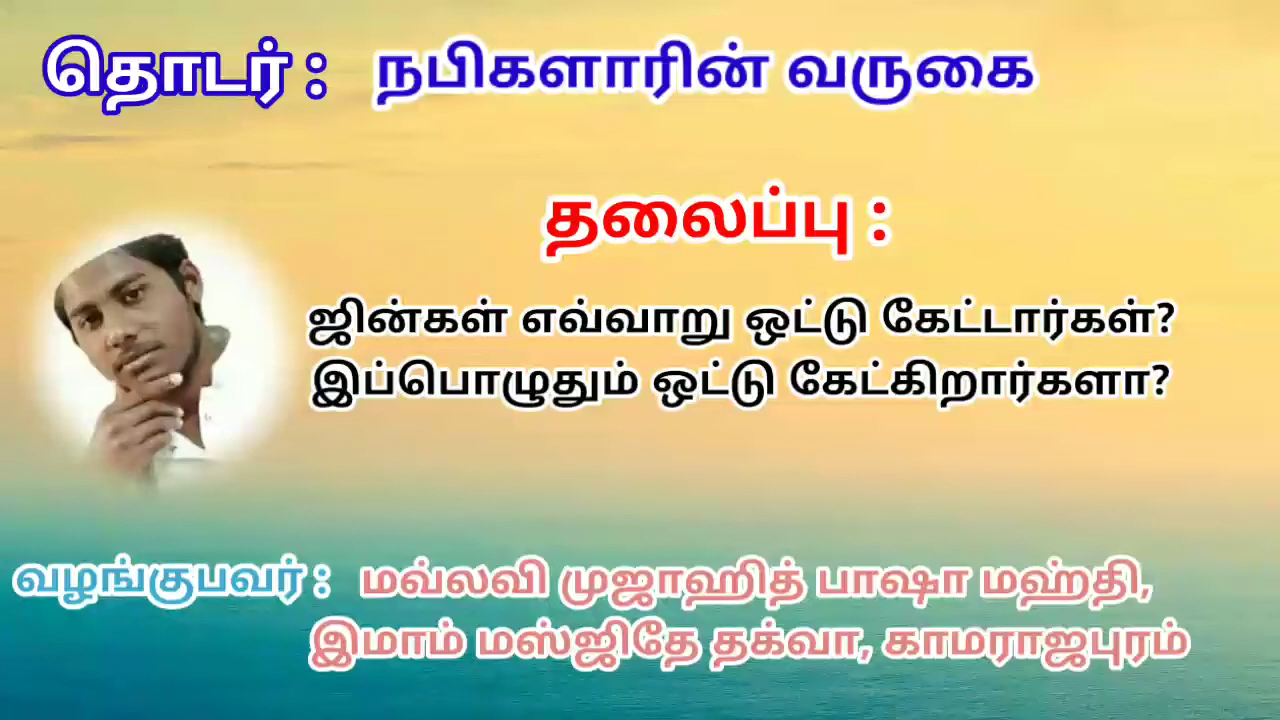 தொடர் : நபிகளாரின் வருகை
தலைப்பு :
ஜின்கள் எவ்வாறு ஒட்டு கேட்டார்கள்?
இப்பொழுதும் ஒட்டு கேட்கிறார்களா?
வழங்குபவர் : மவ்லவி முஜாஹித் பாஷா மஹ்தி,
இமாம் மஸ்ஜிதே தக்வா, காமராஜபுரம்